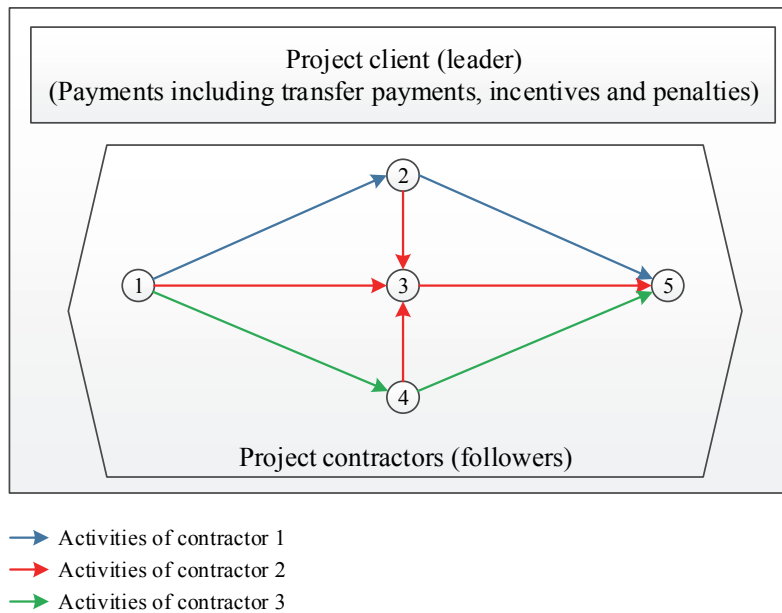 Project client (leader)
(Payments including transfer payments, incentives and penalties)
2
1
3
5
4
Project contractors (followers)
Activities of contractor 1
Activities of contractor 2
Activities of contractor 3